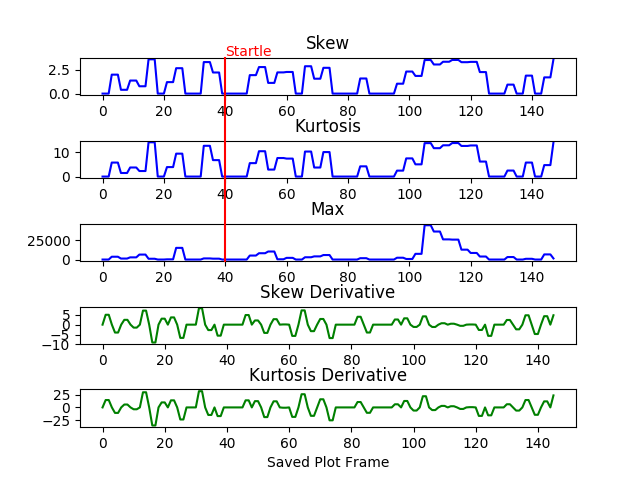 Startle
Skew
2.5
0.0
0 20 40 60 80 100 120 140
Kurtosis
10
0
0 20 40 60 80 100 120 140
Max
25000
0
0 20 40 60 80 100 120 140
Skew Derivative
5
0
−5
−10
0 20 40 60 80 100 120 140
Kurtosis Derivative
25
0
−25
0 20 40 60 80 100 120 140
Saved Plot Frame